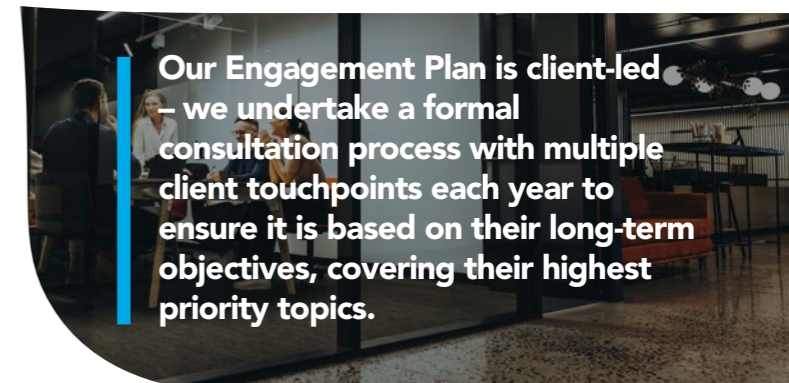 Our Engagement Plan is client-led
– we undertake a formal
consultation process with multiple
client touchpoints each year to
ensure it is based on their long-term
objectives, covering their highest
priority topics.